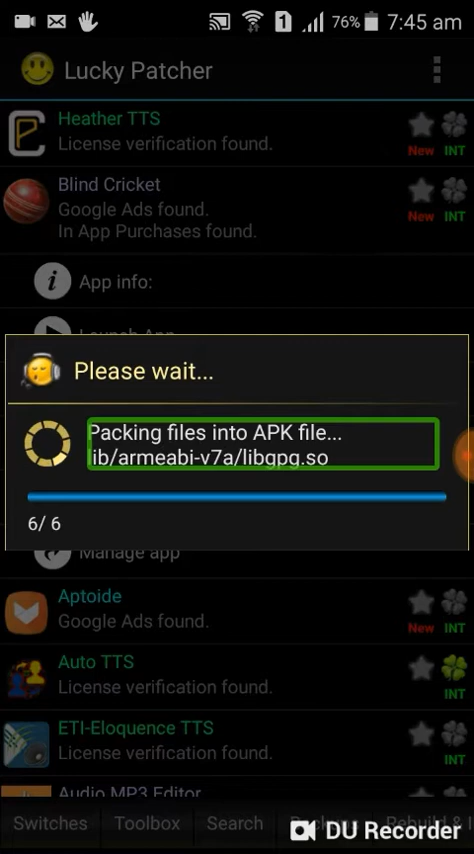 1 76% 7:45 am
Lucky Patcher
Heather TTS
License verification found.
New INT
Blind Cricket
Google Ads found.
New INT
In App Purchases found.
App info:
Launch App
Please wait...
Packing files into APK file...
ib/armeabi-v7a/libgpg.so
6/ 6
Manage app
Aptoide
Google Ads found.
New INT
Auto TTS
License verification found.
INT
ETI-Eloquence TTS
License verification found.
INT
Audio MP3 Editor
Switches Toolbox Search Rebuild & I
DU Recorder